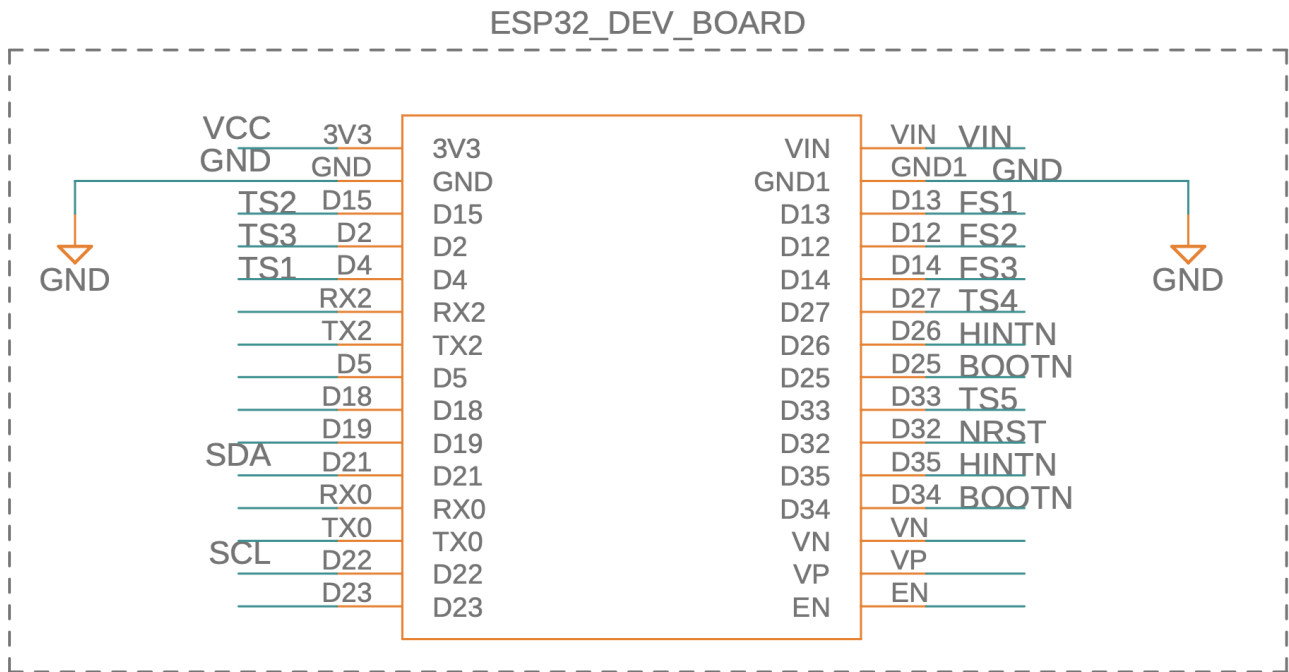 ESP32_DEV_BOARD
VCC 3V3 3V3 VIN VIN VIN
GND GND GND GND1 GND1 GND
TS2 D15 D15 D13 D13 FS1
TS3 D2 D2 D12 D12 FS2
TS1 D4 D4 D14 D14 FS3
GND GND
RX2 RX2 D27 D27 TS4
TX2 TX2 D26 D26 HINTN
D5 D5 D25 D25 BOOTN
D18 D18 D33 D33 TS5
D19 D19 D32 D32 NRST
SDA D21 D21 D35 D35 HINTN
RX0 RX0 D34 D34 BOOTN
TX0 TX0 VN VN
SCL D22 D22 VP VP
D23 D23 EN EN